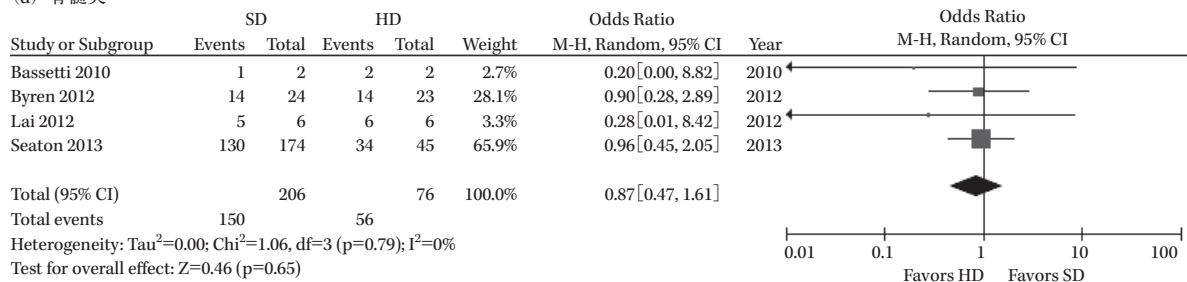 (d) 骨髄炎
SD HD Odds Ratio Odds Ratio
Study or Subgroup Events Total Events Total Weight M-H, Random, 95% CI Year M-H, Random, 95% CI
Bassetti 2010 1 2 2 2 2.7% 0.20[0.00, 8.82] 2010
Byren 2012 14 24 14 23 28.1% 0.90[0.28, 2.89] 2012
Lai 2012 5 6 6 6 3.3% 0.28[0.01, 8.42] 2012
Seaton 2013 130 174 34 45 65.9% 0.96[0.45, 2.05] 2013
Total (95% CI) 206 76 100.0% 0.87[0.47, 1.61]
Total events 150 56
Heterogeneity: Tau²=0.00; Chi²=1.06, df=3 (p=0.79); I²=0%
Test for overall effect: Z=0.46 (p=0.65)
0.01 0.1 1 10 100
Favors HD Favors SD